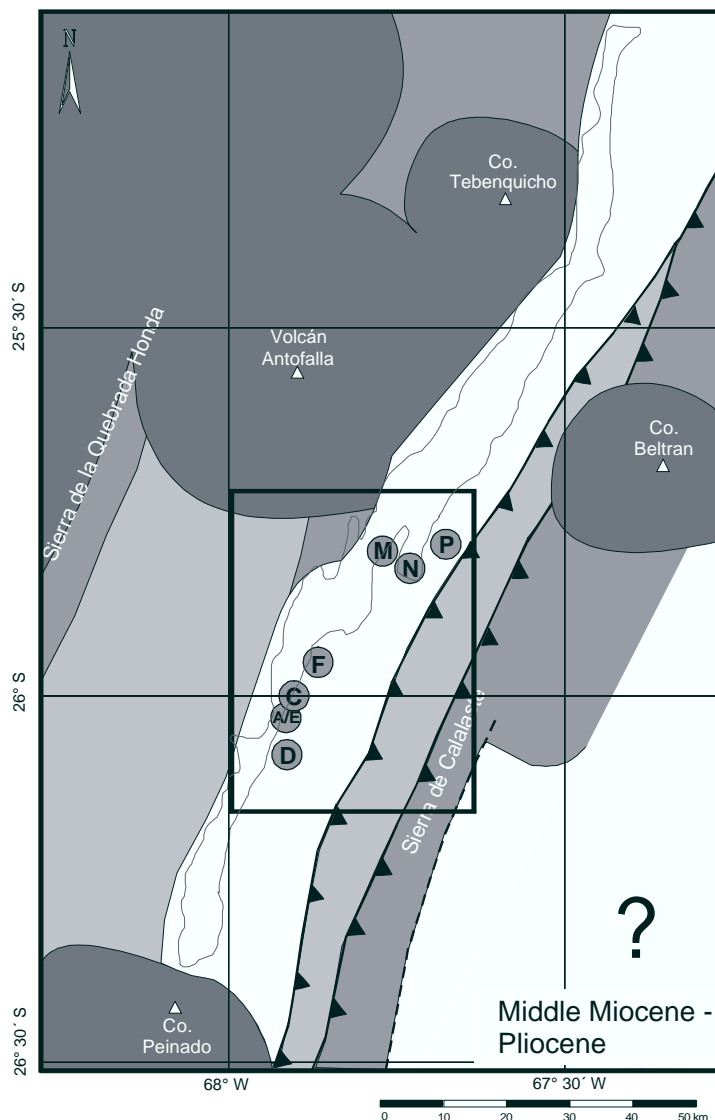 N
Co.
Tebenquicho
25° 30´ S
Volcán
Antofalla
Sierra de la Quebrada Honda
Co.
Beltran
M
N
P
F
26°S
C
A/E
D
Sierra de Calalaste
?
Middle Miocene -
Pliocene
26° 30´ S
Co.
Peinado
68° W
67° 30´ W
0 10 20 30 40 50 km